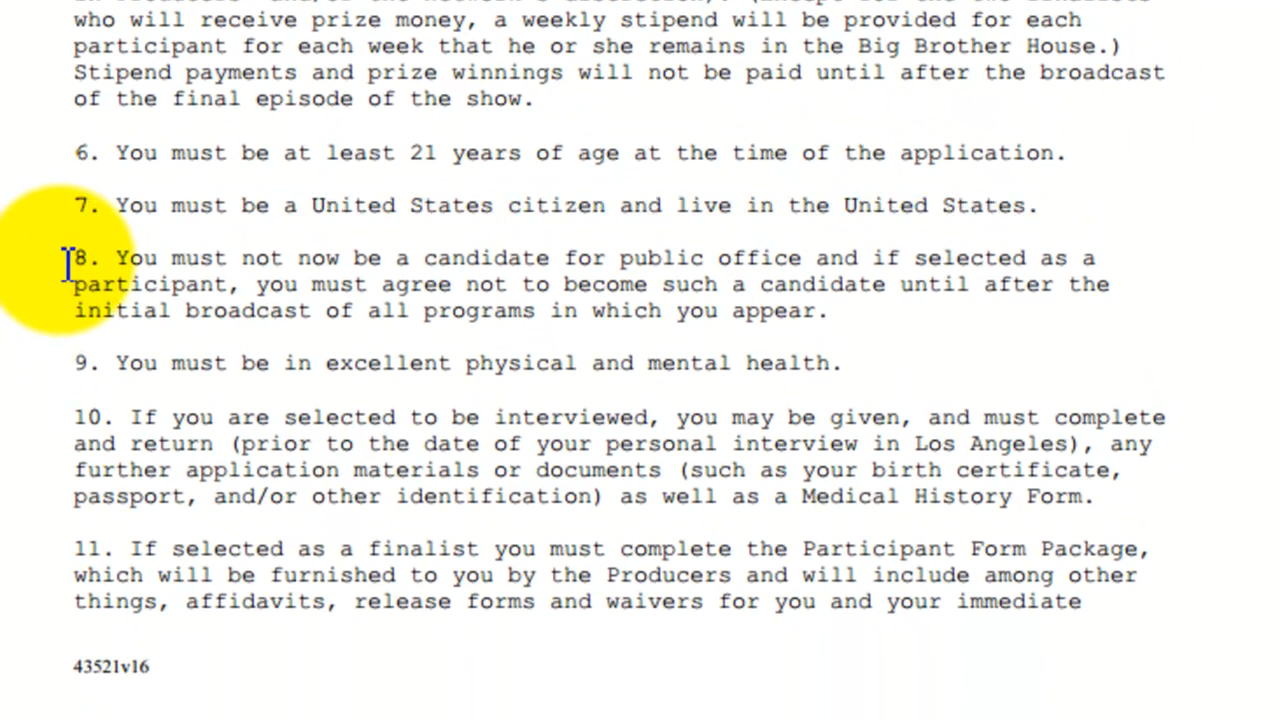 who will receive prize money, a weekly stipend will be provided for each
participant for each week that he or she remains in the Big Brother House.)
Stipend payments and prize winnings will not be paid until after the broadcast
of the final episode of the show.
6. You must be at least 21 years of age at the time of the application.
7. You must be a United States citizen and live in the United States.
8. You must not now be a candidate for public office and if selected as a
participant, you must agree not to become such a candidate until after the
initial broadcast of all programs in which you appear.
9. You must be in excellent physical and mental health.
10. If you are selected to be interviewed, you may be given, and must complete
and return (prior to the date of your personal interview in Los Angeles), any
further application materials or documents (such as your birth certificate,
passport, and/or other identification) as well as a Medical History Form.
11. If selected as a finalist you must complete the Participant Form Package,
which will be furnished to you by the Producers and will include among other
things, affidavits, release forms and waivers for you and your immediate
43521v16